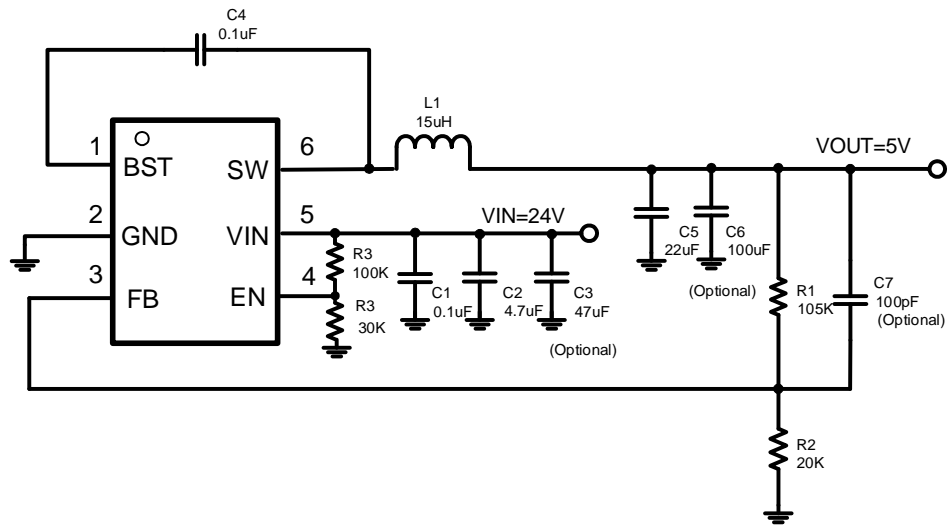 C4
0.1uF
L1
15uH
1
BST
6
SW
VOUT=5V
2
GND
5
VIN
VIN=24V
3
FB
4
EN
R3
100K
R3
30K
C1
0.1uF
C2
4.7uF
C3
47uF
(Optional)
C5
22uF
C6
100uF
(Optional)
R1
105K
C7
100pF
(Optional)
R2
20K